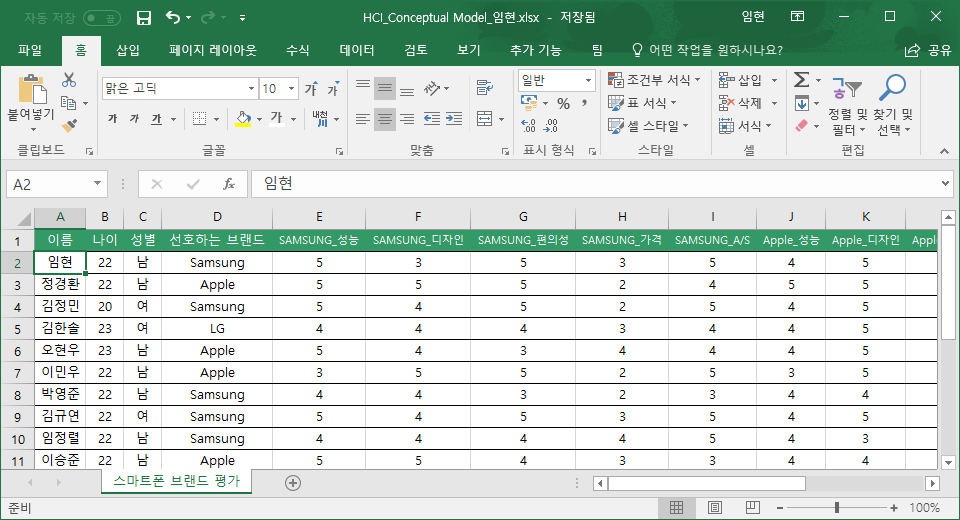 자동 저장 끔 HCI_Conceptual Model_임현.xlsx - 저장됨 임현
파일 홈 삽입 페이지 레이아웃 수식 데이터 검토 보기 추가 기능 팀 어떤 작업을 원하시나요? 공유
붙여넣기
클립보드
맑은 고딕 10 가 가
가 가 가 가 내천
글꼴
맞춤
일반
% ,
표시 형식
조건부 서식
표 서식
셀 스타일
스타일
삽입
삭제
서식
셀
정렬 및 필터
찾기 및 선택
편집
A2 fx 임현
A B C D E F G H I J K
1 이름 나이 성별 선호하는 브랜드 SAMSUNG_성능 SAMSUNG_디자인 SAMSUNG_편의성 SAMSUNG_가격 SAMSUNG_A/S Apple_성능 Apple_디자인 Appl
2 임현 22 남 Samsung 5 3 5 3 5 4 5
3 정경환 22 남 Apple 5 5 5 2 4 5 5
4 김정민 20 여 Samsung 5 4 5 2 5 4 5
5 김한솔 23 여 LG 4 4 4 3 4 4 5
6 오현우 23 남 Apple 5 4 3 4 4 4 5
7 이민우 22 남 Apple 3 5 5 2 5 3 5
8 박영준 22 남 Samsung 4 4 3 2 3 4 4
9 김규연 22 여 Samsung 5 4 5 3 5 4 5
10 임정렬 22 남 Samsung 4 4 4 4 5 4 3
11 이승준 22 남 Apple 5 5 4 3 3 4 4
스마트폰 브랜드 평가
준비 100%